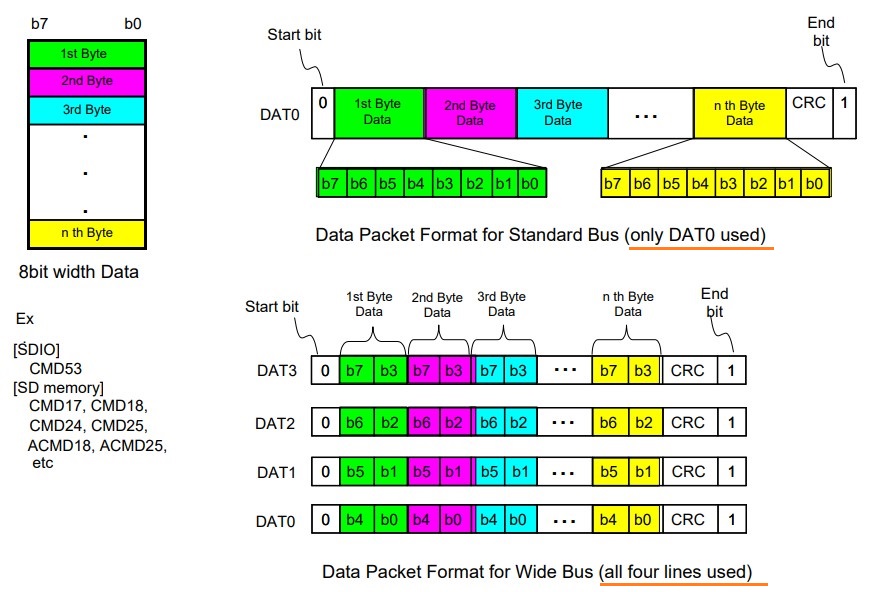 b7 b0
1st Byte
2nd Byte
3rd Byte
.
.
.
n th Byte
8bit width Data
Ex
[SDIO]
CMD53
[SD memory]
CMD17, CMD18,
CMD24, CMD25,
ACMD18, ACMD25,
etc
Start bit
End
bit
DAT0 0 1st Byte Data 2nd Byte Data 3rd Byte Data ... n th Byte Data CRC 1
b7 b6 b5 b4 b3 b2 b1 b0 b7 b6 b5 b4 b3 b2 b1 b0
Data Packet Format for Standard Bus (only DAT0 used)
Start bit
1st Byte Data
2nd Byte Data
3rd Byte Data
n th Byte Data
End
bit
DAT3 0 b7 b3 b7 b3 b7 b3 ... b7 b3 CRC 1
DAT2 0 b6 b2 b6 b2 b6 b2 ... b6 b2 CRC 1
DAT1 0 b5 b1 b5 b1 b5 b1 ... b5 b1 CRC 1
DAT0 0 b4 b0 b4 b0 b4 b0 ... b4 b0 CRC 1
Data Packet Format for Wide Bus (all four lines used)